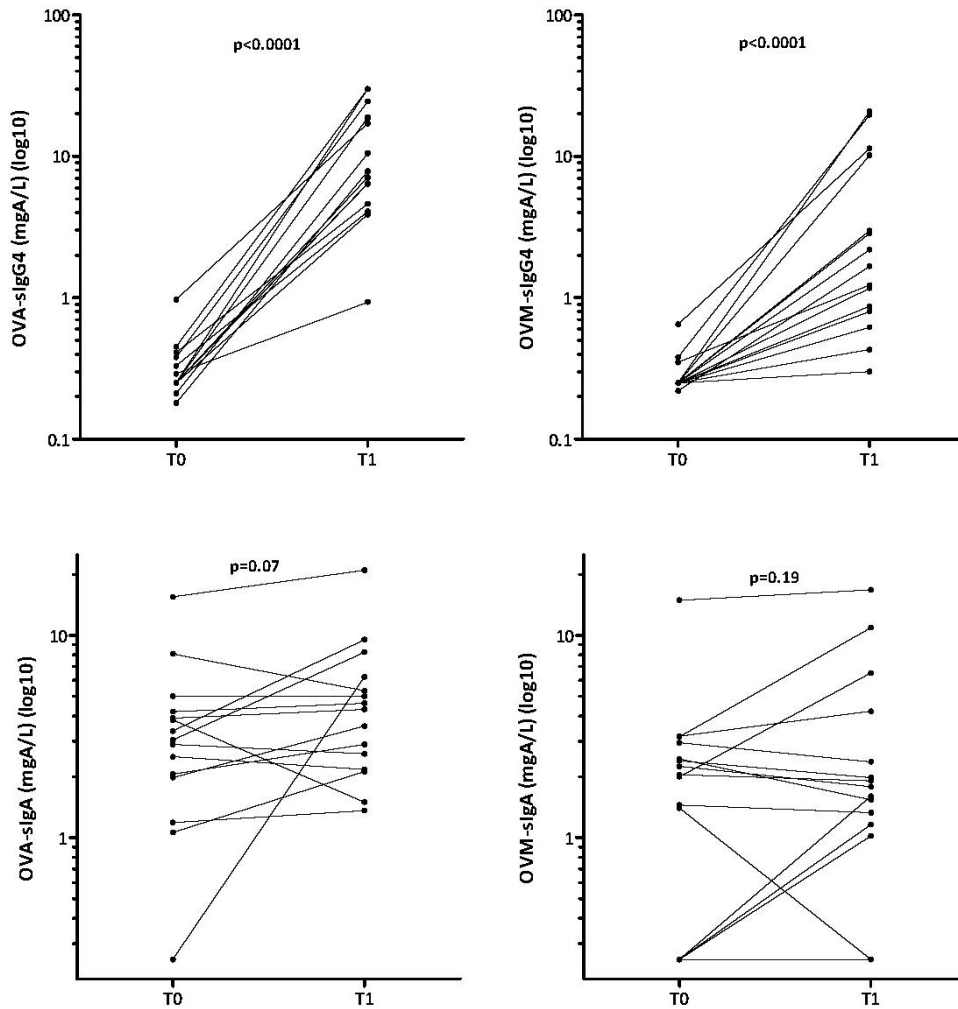 100
10
1
0.1
OVA-sIgG4 (mgA/L) (log10)
p<0.0001
T0
T1
100
10
1
0.1
OVM-sIgG4 (mgA/L) (log10)
p<0.0001
T0
T1
10
1
OVA-sIgA (mgA/L) (log10)
p=0.07
T0
T1
10
1
OVM-sIgA (mgA/L) (log10)
p=0.19
T0
T1